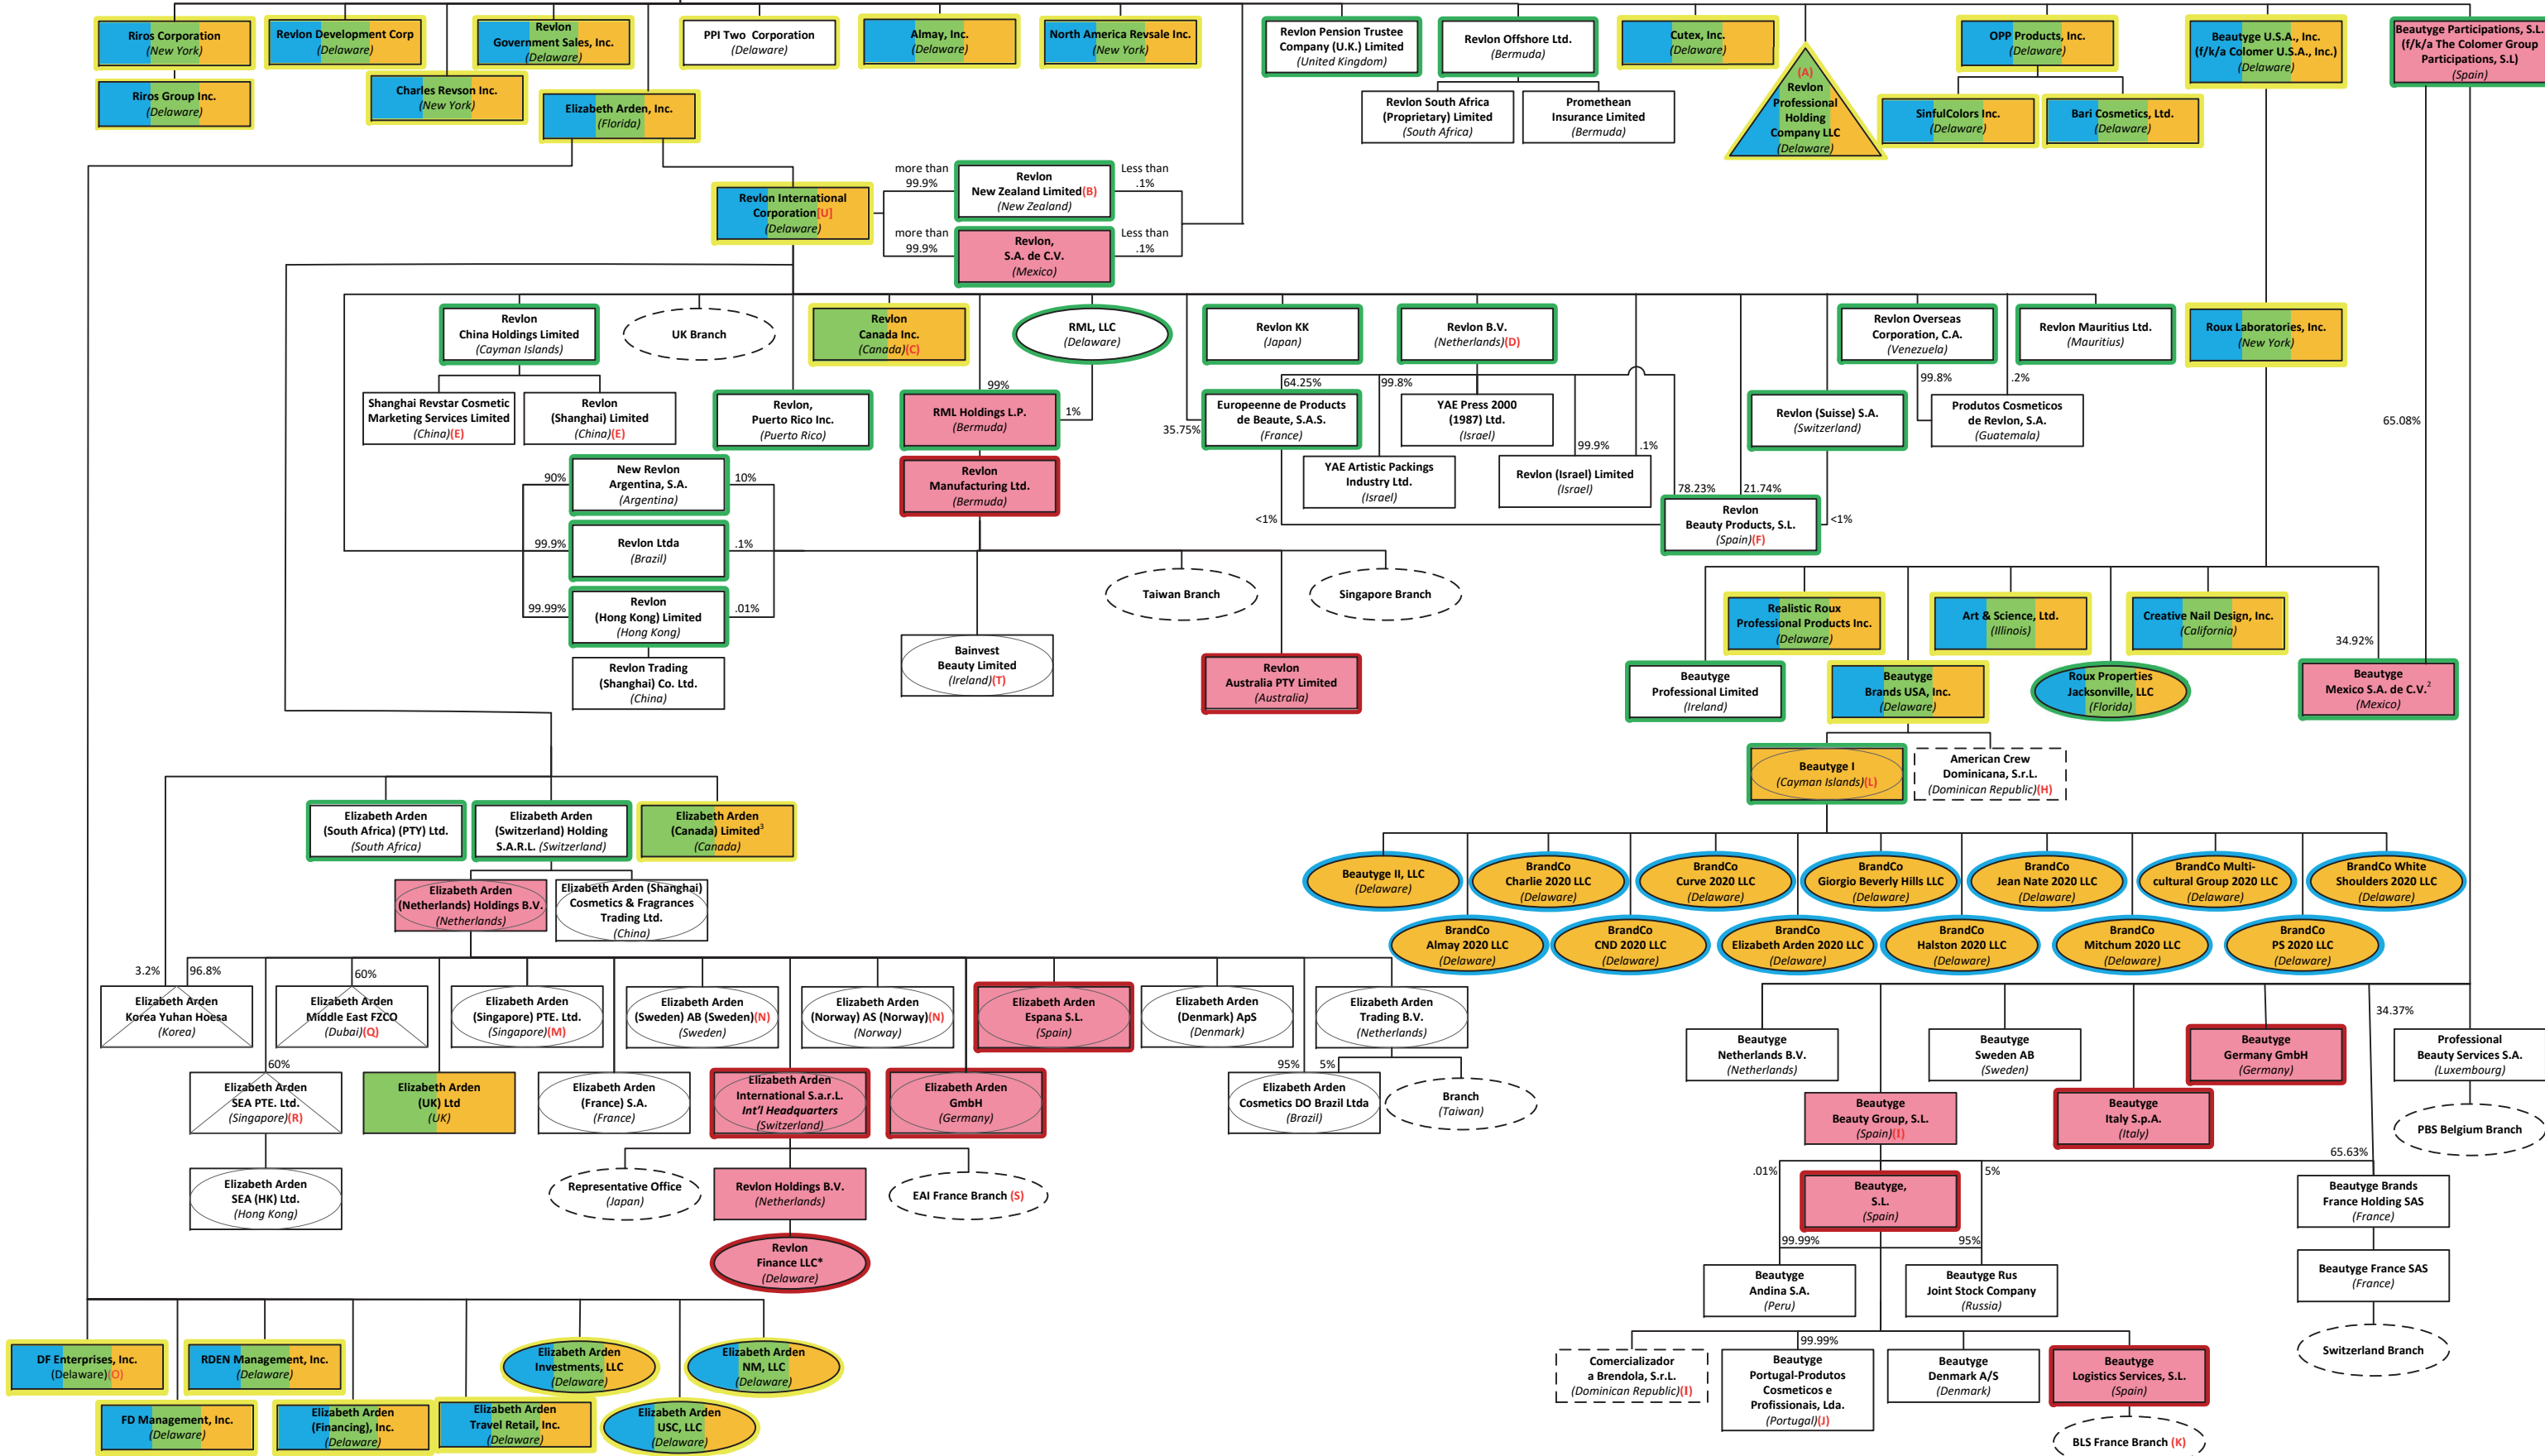 Riros Corporation
(New York)
Riros Group Inc.
(Delaware)
Revlon Development Corp
(Delaware)
Charles Revson Inc.
(New York)
Revlon
Government Sales, Inc.
(Delaware)
Elizabeth Arden, Inc.
(Florida)
PPI Two Corporation
(Delaware)
Almay, Inc.
(Delaware)
North America Revsale Inc.
(New York)
Revlon Pension Trustee
Company (U.K.) Limited
(United Kingdom)
Revlon Offshore Ltd.
(Bermuda)
Revlon South Africa
(Proprietary) Limited
(South Africa)
Promethean
Insurance Limited
(Bermuda)
Cutex, Inc.
(Delaware)
(A)
Revlon
Professional
Holding
Company LLC
(Delaware)
OPP Products, Inc.
(Delaware)
SinfulColors Inc.
(Delaware)
Bari Cosmetics, Ltd.
(Delaware)
Beautyge U.S.A., Inc.
(f/k/a Colomer U.S.A., Inc.)
(Delaware)
Beautyge Participations, S.L.
(f/k/a The Colomer Group
Participations, S.L)
(Spain)
Revlon International
Corporation[U]
(Delaware)
more than
99.9%
Revlon
New Zealand Limited(B)
(New Zealand)
Less than
.1%
more than
99.9%
Revlon,
S.A. de C.V.
(Mexico)
Less than
.1%
Revlon
China Holdings Limited
(Cayman Islands)
UK Branch
Revlon
Canada Inc.
(Canada)(C)
RML, LLC
(Delaware)
Revlon KK
(Japan)
Revlon B.V.
(Netherlands)(D)
Revlon Overseas
Corporation, C.A.
(Venezuela)
Revlon Mauritius Ltd.
(Mauritius)
Roux Laboratories, Inc.
(New York)
Shanghai Revstar Cosmetic
Marketing Services Limited
(China)(E)
Revlon
(Shanghai) Limited
(China)(E)
Revlon,
Puerto Rico Inc.
(Puerto Rico)
99%
RML Holdings L.P.
(Bermuda)
1%
35.75%
64.25%
Europeenne de Products
de Beaute, S.A.S.
(France)
99.8%
YAE Press 2000
(1987) Ltd.
(Israel)
YAE Artistic Packings
Industry Ltd.
(Israel)
99.9%
.1%
Revlon (Israel) Limited
(Israel)
Revlon (Suisse) S.A.
(Switzerland)
99.8%
.2%
Produtos Cosmeticos
de Revlon, S.A.
(Guatemala)
65.08%
90%
New Revlon
Argentina, S.A.
(Argentina)
10%
Revlon
Manufacturing Ltd.
(Bermuda)
78.23%
21.74%
<1%
Revlon
Beauty Products, S.L.
(Spain)(F)
<1%
99.9%
Revlon Ltda
(Brazil)
.1%
99.99%
Revlon
(Hong Kong) Limited
(Hong Kong)
.01%
Revlon Trading
(Shanghai) Co. Ltd.
(China)
Taiwan Branch
Singapore Branch
Bainvest
Beauty Limited
(Ireland)(T)
Revlon
Australia PTY Limited
(Australia)
Realistic Roux
Professional Products Inc.
(Delaware)
Art & Science, Ltd.
(Illinois)
Creative Nail Design, Inc.
(California)
34.92%
Beautyge
Professional Limited
(Ireland)
Beautyge
Brands USA, Inc.
(Delaware)
Roux Properties
Jacksonville, LLC
(Florida)
Beautyge
Mexico S.A. de C.V.2
(Mexico)
Beautyge I
(Cayman Islands)(L)
American Crew
Dominicana, S.r.L.
(Dominican Republic)(H)
Elizabeth Arden
(South Africa) (PTY) Ltd.
(South Africa)
Elizabeth Arden
(Switzerland) Holding
S.A.R.L. (Switzerland)
Elizabeth Arden
(Canada) Limited3
(Canada)
Elizabeth Arden
(Netherlands) Holdings B.V.
(Netherlands)
Elizabeth Arden (Shanghai)
Cosmetics & Fragrances
Trading Ltd.
(China)
Beautyge II, LLC
(Delaware)
BrandCo
Charlie 2020 LLC
(Delaware)
BrandCo
Curve 2020 LLC
(Delaware)
BrandCo
Giorgio Beverly Hills LLC
(Delaware)
BrandCo
Jean Nate 2020 LLC
(Delaware)
BrandCo Multi-
cultural Group 2020 LLC
(Delaware)
BrandCo White
Shoulders 2020 LLC
(Delaware)
BrandCo
Almay 2020 LLC
(Delaware)
BrandCo
CND 2020 LLC
(Delaware)
BrandCo
Elizabeth Arden 2020 LLC
(Delaware)
BrandCo
Halston 2020 LLC
(Delaware)
BrandCo
Mitchum 2020 LLC
(Delaware)
BrandCo
PS 2020 LLC
(Delaware)
3.2%
96.8%
Elizabeth Arden
Korea Yuhan Hoesa
(Korea)
60%
Elizabeth Arden
Middle East FZCO
(Dubai)(Q)
Elizabeth Arden
(Singapore) PTE. Ltd.
(Singapore)(M)
Elizabeth Arden
(Sweden) AB (Sweden)(N)
(Sweden)
Elizabeth Arden
(Norway) AS (Norway)(N)
(Norway)
Elizabeth Arden
Espana S.L.
(Spain)
Elizabeth Arden
(Denmark) ApS
(Denmark)
Elizabeth Arden
Trading B.V.
(Netherlands)
60%
Elizabeth Arden
SEA PTE. Ltd.
(Singapore)(R)
Elizabeth Arden
(UK) Ltd
(UK)
Elizabeth Arden
(France) S.A.
(France)
Elizabeth Arden
International S.a.r.L.
Int'l Headquarters
(Switzerland)
Elizabeth Arden
GmbH
(Germany)
95%
5%
Elizabeth Arden
Cosmetics DO Brazil Ltda
(Brazil)
Branch
(Taiwan)
Elizabeth Arden
SEA (HK) Ltd.
(Hong Kong)
Representative Office
(Japan)
Revlon Holdings B.V.
(Netherlands)
EAI France Branch (S)
Revlon
Finance LLC*
(Delaware)
Beautyge
Netherlands B.V.
(Netherlands)
Beautyge
Sweden AB
(Sweden)
Beautyge
Germany GmbH
(Germany)
34.37%
Professional
Beauty Services S.A.
(Luxembourg)
Beautyge
Beauty Group, S.L.
(Spain)(I)
Beautyge
Italy S.p.A.
(Italy)
PBS Belgium Branch
65.63%
.01%
Beautyge,
S.L.
(Spain)
5%
Beautyge Brands
France Holding SAS
(France)
99.99%
95%
Beautyge
Andina S.A.
(Peru)
Beautyge Rus
Joint Stock Company
(Russia)
Beautyge France SAS
(France)
Switzerland Branch
Comercializador
a Brendola, S.r.L.
(Dominican Republic)(I)
99.99%
Beautyge
Portugal-Produtos
Cosmeticos e
Profissionais, Lda.
(Portugal)(J)
Beautyge
Denmark A/S
(Denmark)
Beautyge
Logistics Services, S.L.
(Spain)
BLS France Branch (K)
DF Enterprises, Inc.
(Delaware)(O)
RDEN Management, Inc.
(Delaware)
Elizabeth Arden
Investments, LLC
(Delaware)
Elizabeth Arden
NM, LLC
(Delaware)
FD Management, Inc.
(Delaware)
Elizabeth Arden
(Financing), Inc.
(Delaware)
Elizabeth Arden
Travel Retail, Inc.
(Delaware)
Elizabeth Arden
USC, LLC
(Delaware)